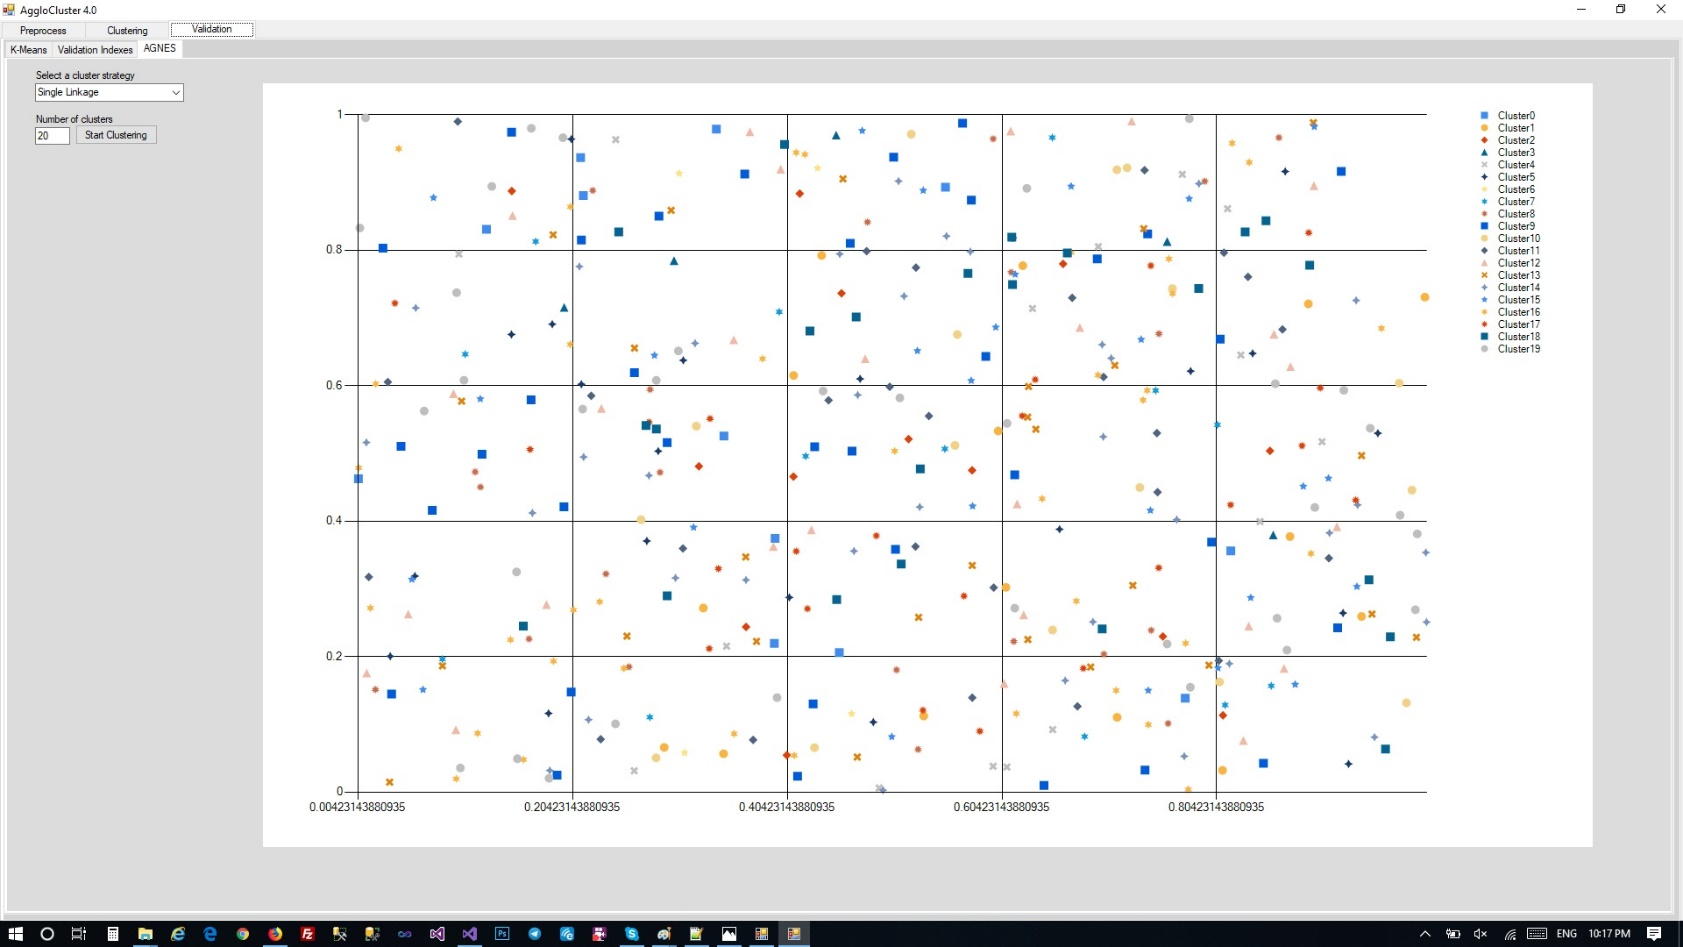 AggloCluster 4.0
Preprocess Clustering Validation
K-Means Validation Indexes AGNES
Select a cluster strategy
Single Linkage
Number of clusters
20 Start Clustering
1
0.8
0.6
0.4
0.2
0
0.00423143880935 0.20423143880935 0.40423143880935 0.60423143880935 0.80423143880935
Cluster0
Cluster1
Cluster2
Cluster3
Cluster4
Cluster5
Cluster6
Cluster7
Cluster8
Cluster9
Cluster10
Cluster11
Cluster12
Cluster13
Cluster14
Cluster15
Cluster16
Cluster17
Cluster18
Cluster19
ENG 10:17 PM